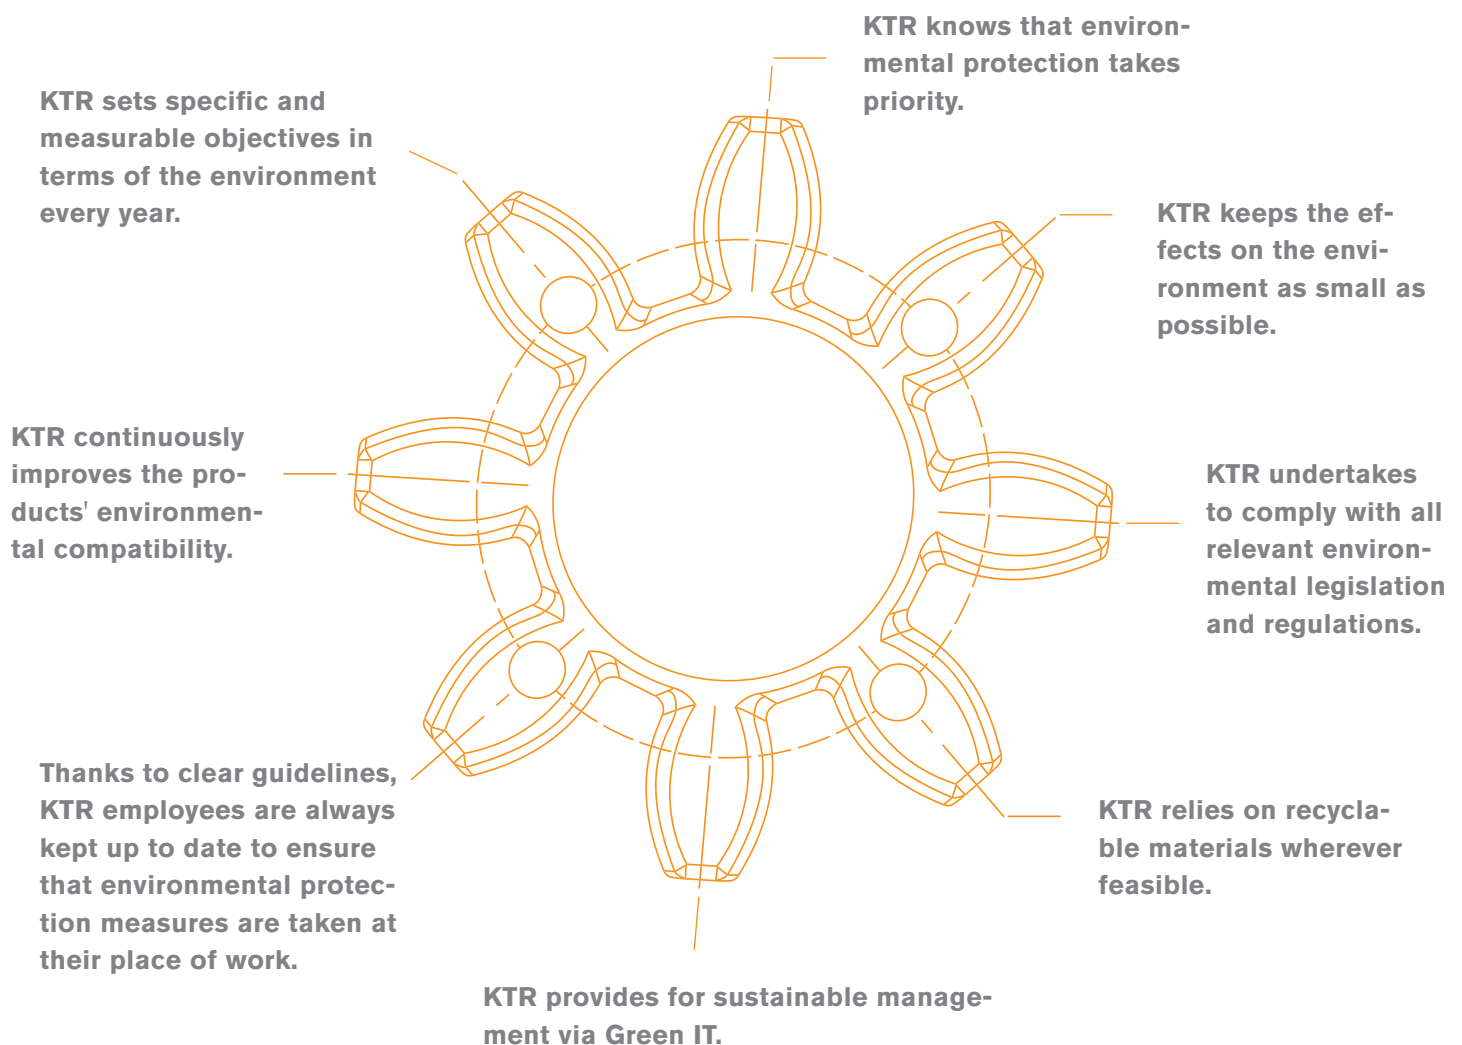 KTR knows that environ-
mental protection takes
priority.
KTR keeps the ef-
fects on the envi-
ronment as small as
possible.
KTR undertakes
to comply with all
relevant environ-
mental legislation
and regulations.
KTR relies on recycla-
ble materials wherever
feasible.
KTR provides for sustainable manage-
ment via Green IT.
Thanks to clear guidelines,
KTR employees are always
kept up to date to ensure
that environmental protec-
tion measures are taken at
their place of work.
KTR continuously
improves the pro-
ducts' environmen-
tal compatibility.
KTR sets specific and
measurable objectives in
terms of the environment
every year.